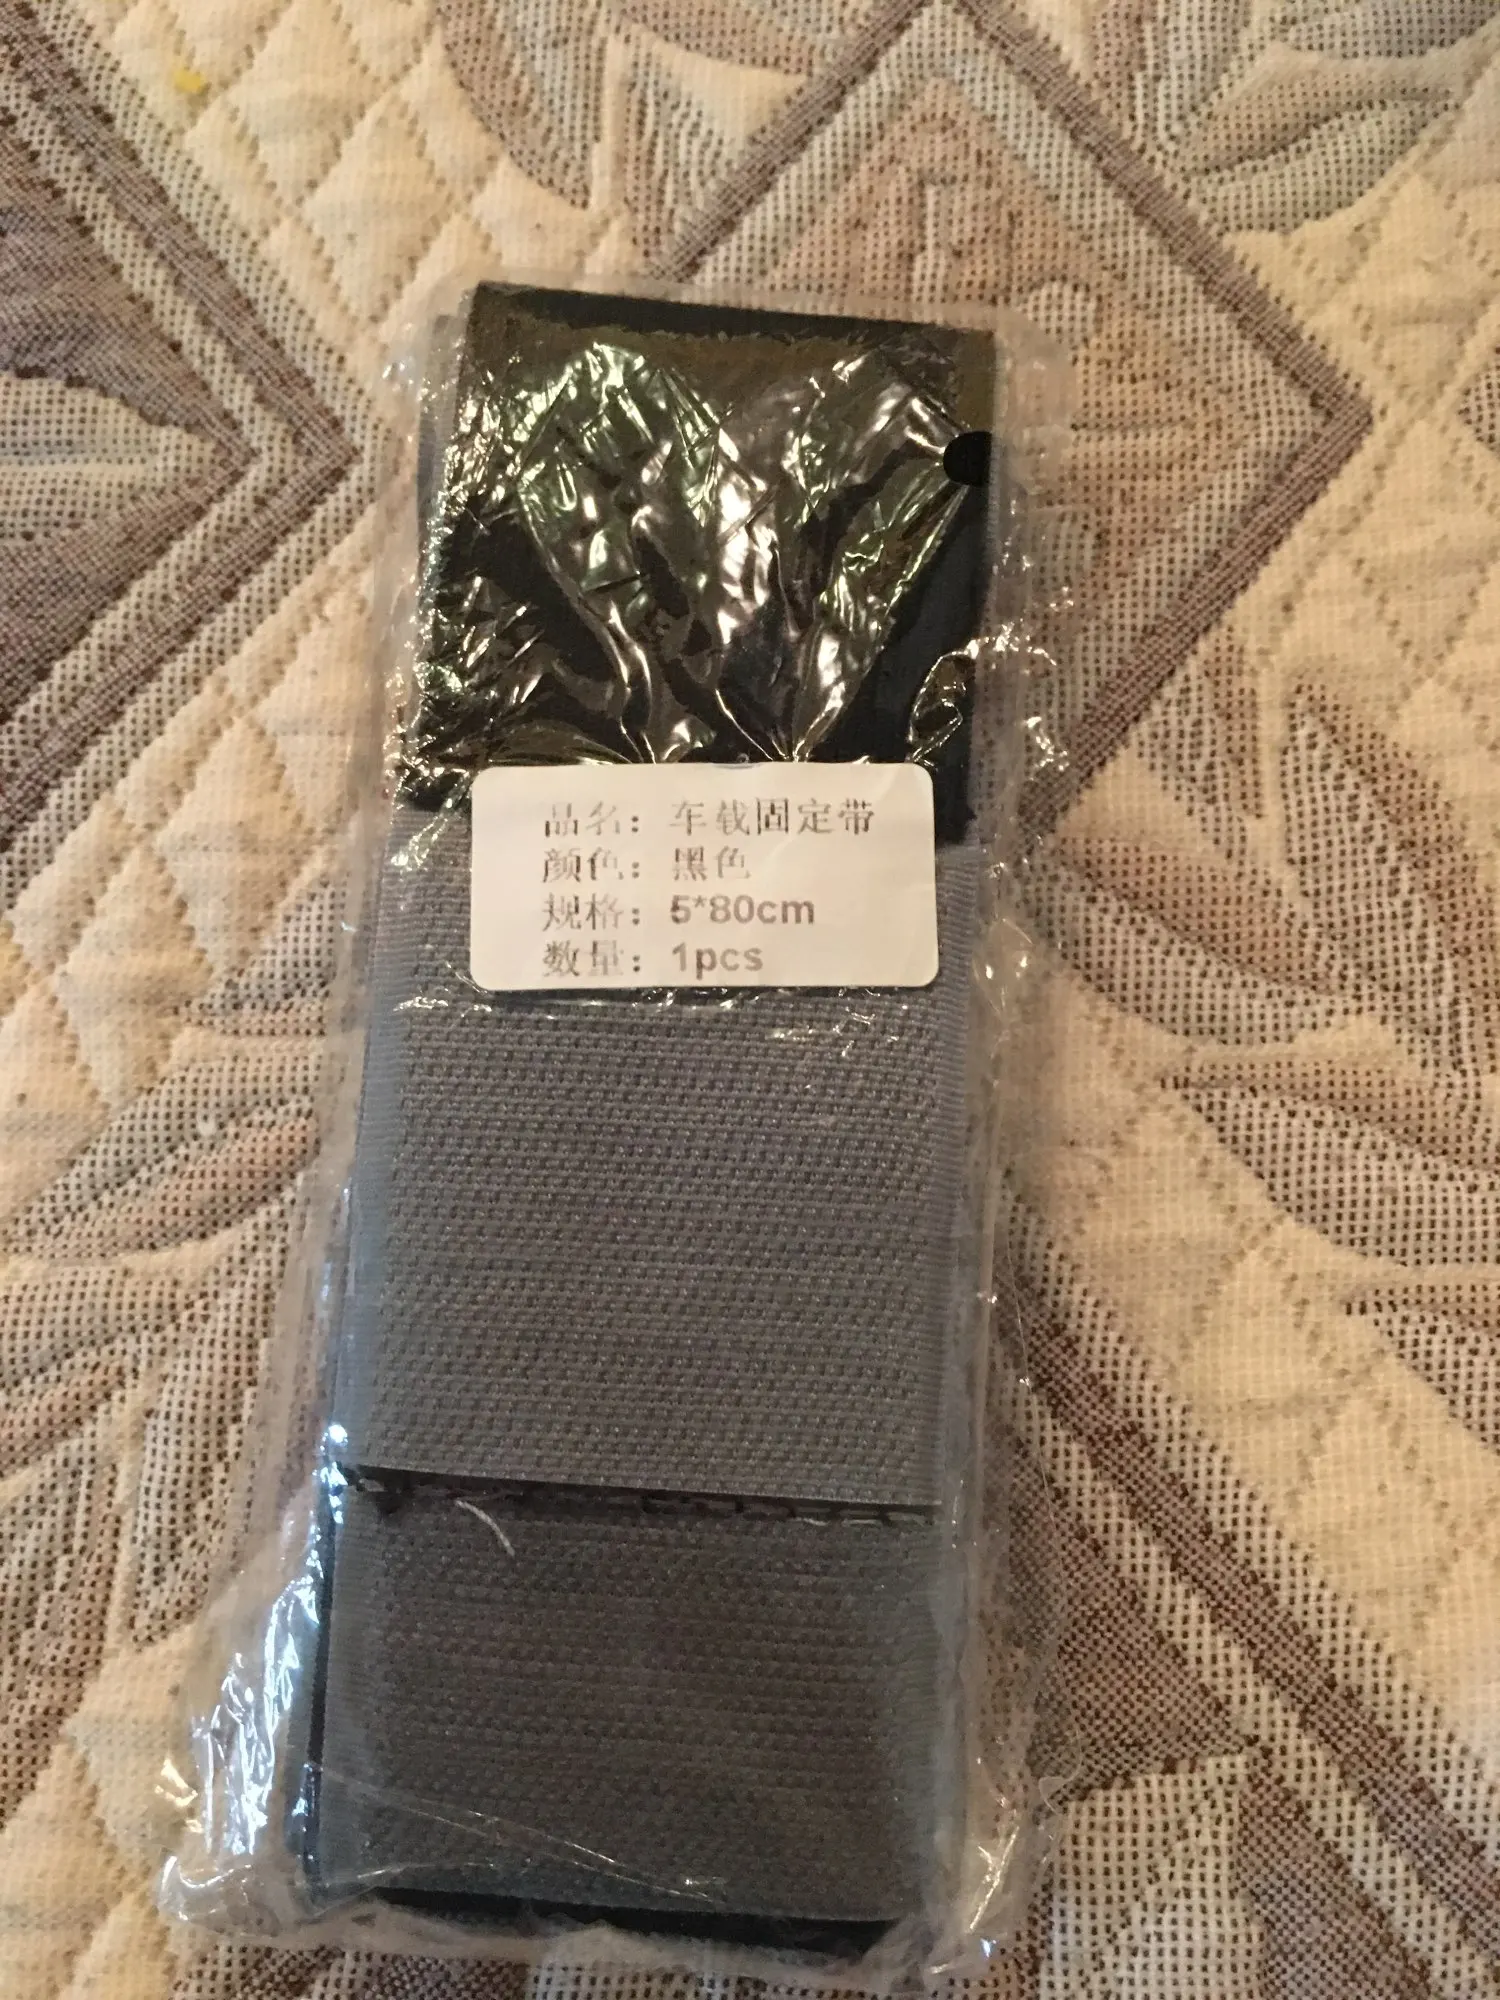 品名：车载固定带
颜色：黑色
规格：5*80cm
数量：1pcs